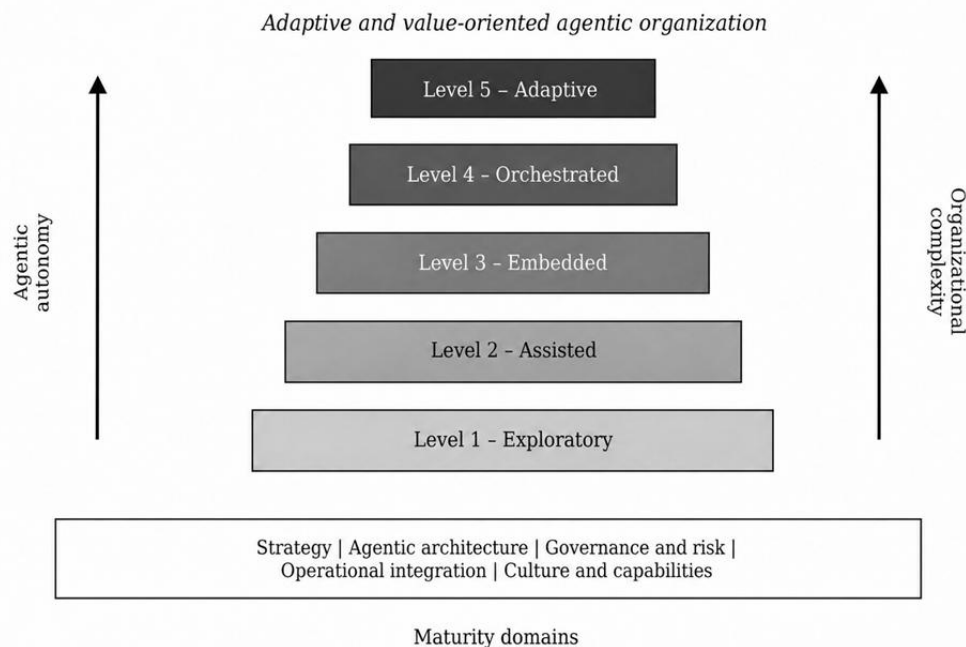 Adaptive and value-oriented agentic organization
Level 5 – Adaptive
Level 4 – Orchestrated
Level 3 – Embedded
Level 2 – Assisted
Level 1 – Exploratory
Agentic
autonomy
Organizational
complexity
Strategy | Agentic architecture | Governance and risk |
Operational integration | Culture and capabilities
Maturity domains